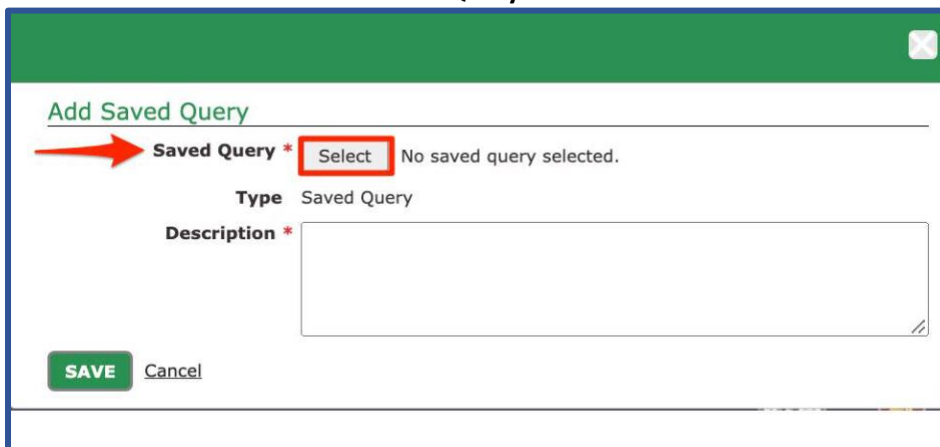 Add Saved Query
Saved Query * Select No saved query selected.
Type Saved Query
Description *
SAVE Cancel